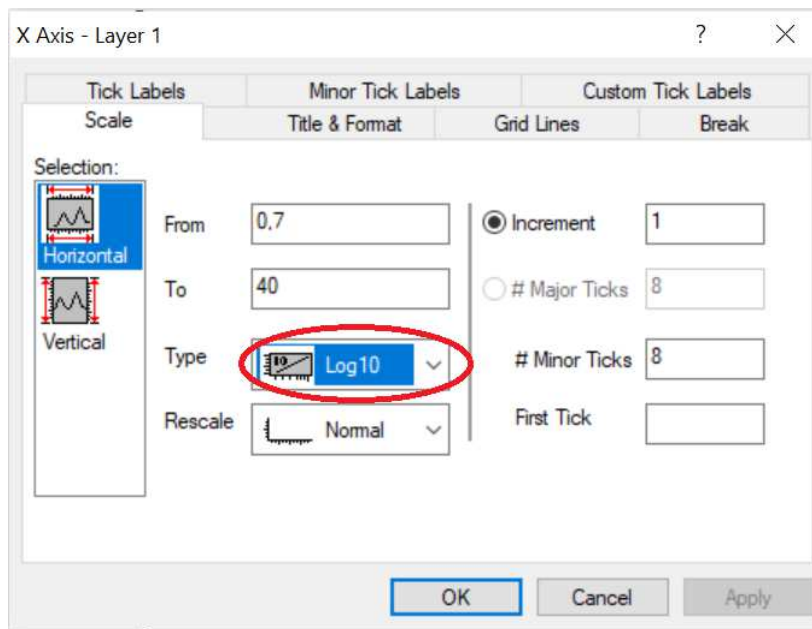 X Axis - Layer 1 ?
Tick Labels Minor Tick Labels Custom Tick Labels
Scale Title & Format Grid Lines Break
Selection:
Horizontal
Vertical
From 0,7
To 40
Type 10 Log10
Rescale Normal
Increment 1
# Major Ticks 8
# Minor Ticks 8
First Tick
OK Cancel Apply